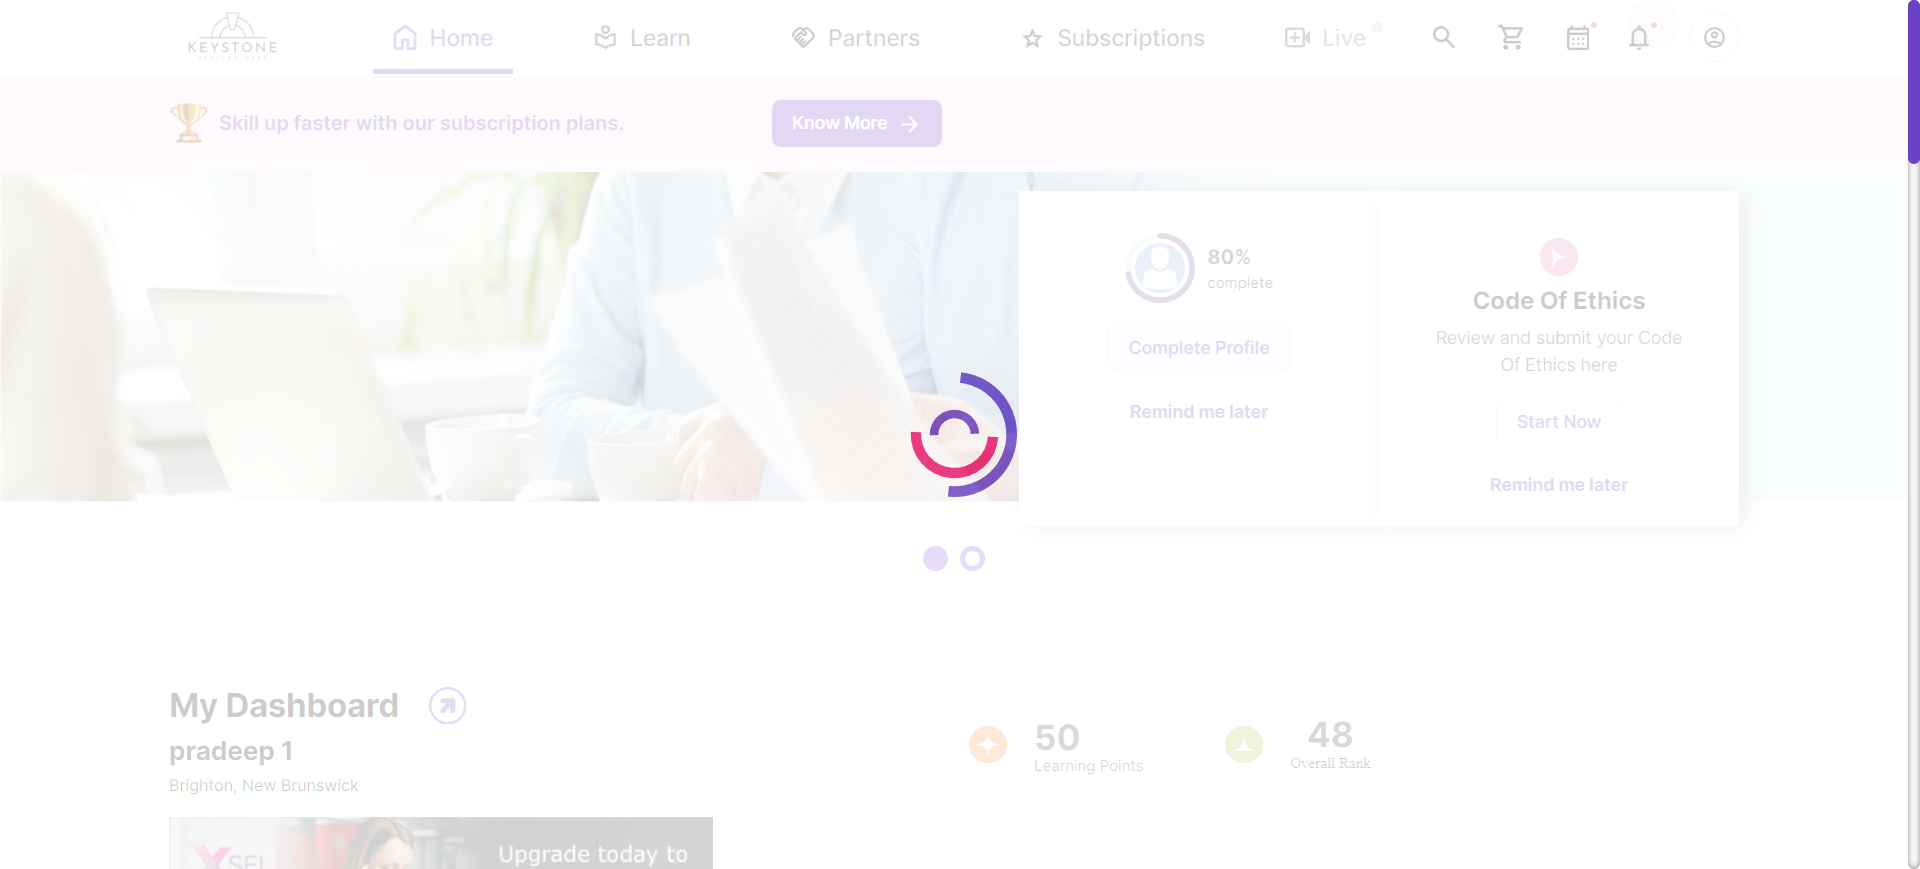 KEYSTONE
TAGLINE HERE
Home
Learn
Partners
Subscriptions
Live
Skill up faster with our subscription plans.
Know More
80%
complete
Complete Profile
Remind me later
Code Of Ethics
Review and submit your Code
Of Ethics here
Start Now
Remind me later
My Dashboard
pradeep 1
Brighton, New Brunswick
50
Learning Points
48
Overall Rank
Upgrade today to